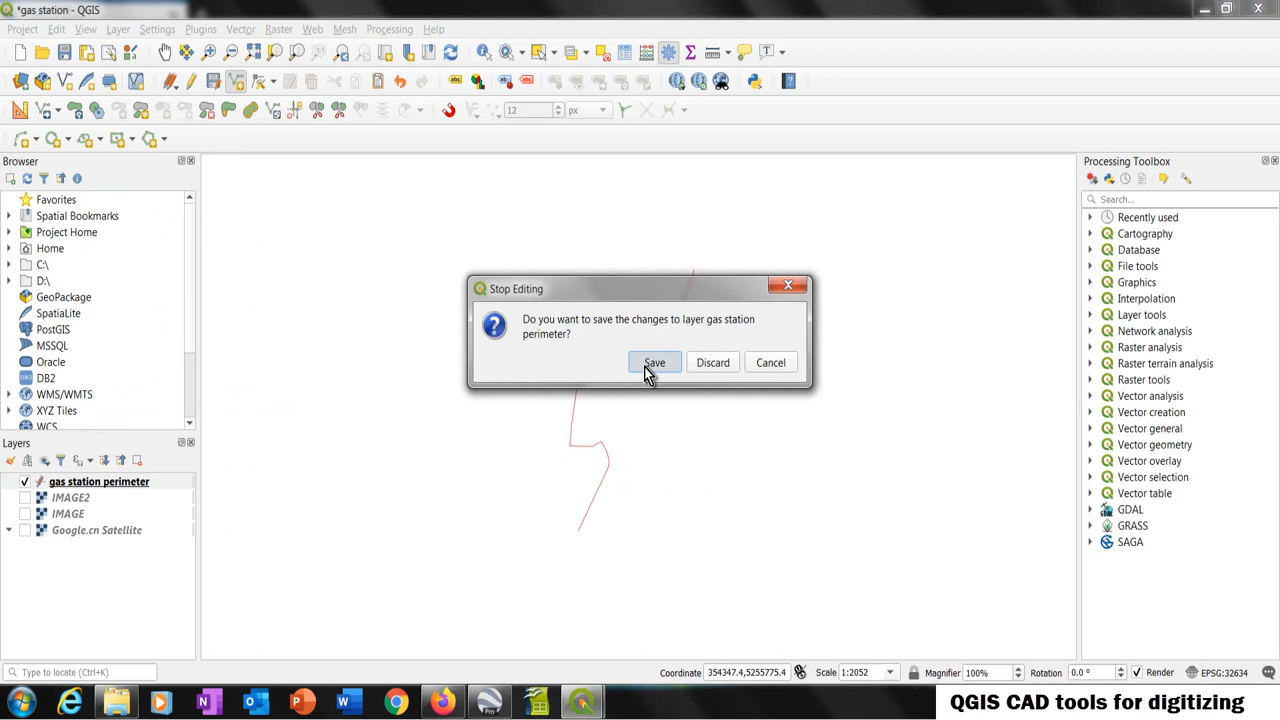 *gas station - QGIS
Project Edit View Layer Settings Plugins Vector Raster Web Mesh Processing Help
12 px
Browser
Favorites
Spatial Bookmarks
Project Home
Home
C:\
D:\
GeoPackage
SpatiaLite
PostGIS
MSSQL
Oracle
DB2
WMS/WMTS
XYZ Tiles
WCS
Layers
gas station perimeter
IMAGE2
IMAGE
Google.cn Satellite
Stop Editing
Do you want to save the changes to layer gas station
perimeter?
Save Discard Cancel
Processing Toolbox
Search...
Recently used
Cartography
Database
File tools
Graphics
Interpolation
Layer tools
Network analysis
Raster analysis
Raster terrain analysis
Raster tools
Vector analysis
Vector creation
Vector general
Vector geometry
Vector overlay
Vector selection
Vector table
GDAL
GRASS
SAGA
Type to locate (Ctrl+K) Coordinate 354347.4,5255775.4 Scale 1:2052 Magnifier 100% Rotation 0.0 ° Render EPSG:32634
Pro
QGIS CAD tools for digitizing